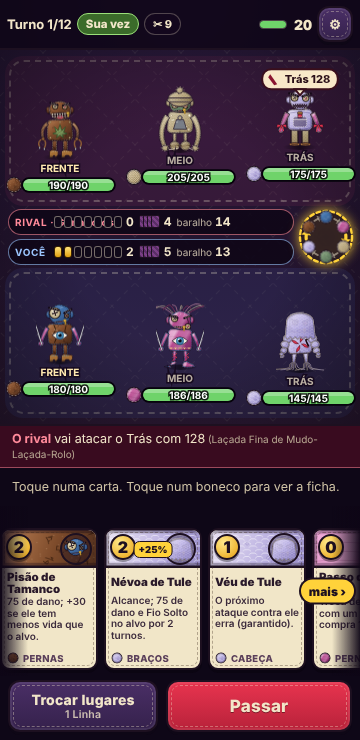 Turno 1/12
Sua vez
✂ 9
20
Trás 128
FRENTE
190/190
MEIO
205/205
TRÁS
175/175
RIVAL
0
4
baralho 14
VOCÊ
2
5
baralho 13
FRENTE
180/180
MEIO
186/186
TRÁS
145/145
O rival vai atacar o Trás com 128 (Laçada Fina de Mudo-
Laçada-Rolo)
Toque numa carta. Toque num boneco para ver a ficha.
2
Pisão de
Tamanco
75 de dano; +30
se ele tem
menos vida que
o alvo.
PERNAS
2
+25%
Névoa de Tule
Alcance; 75 de
dano e Fio Solto
no alvo por 2
turnos.
BRAÇOS
1
Véu de Tule
O próximo
ataque contra ele
erra (garantido).
CABEÇA
0
mais ›
Trocar lugares
1 Linha
Passar